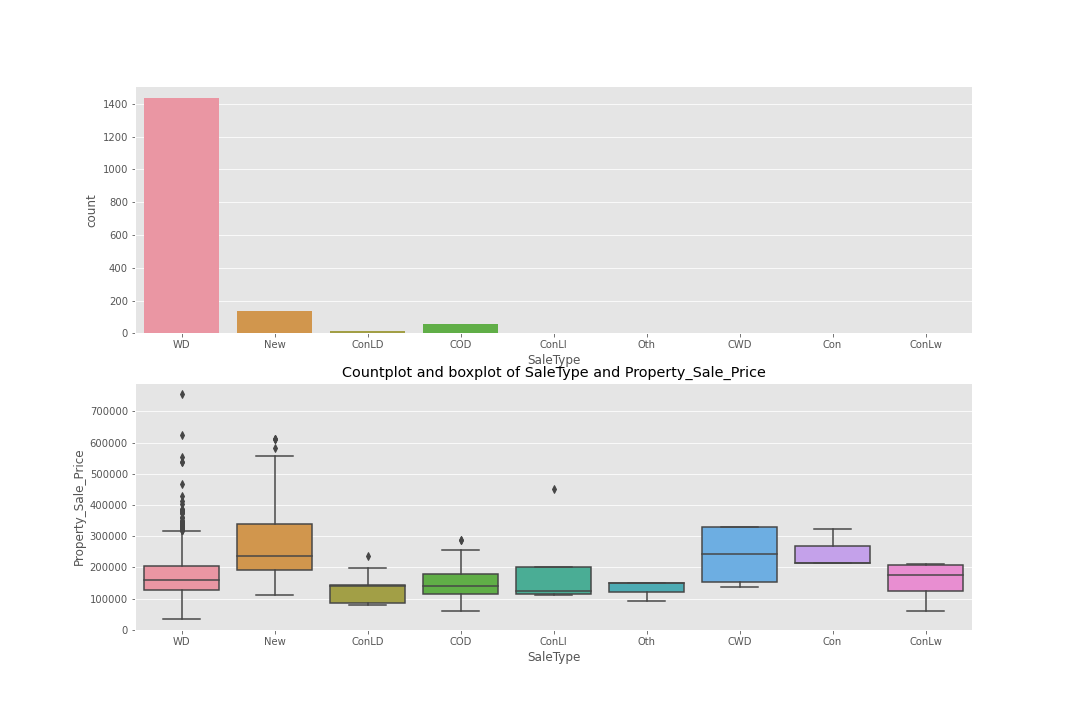 1400
1200
1000
800
600
400
200
0
count
WD New ConLD COD ConLI Oth CWD Con ConLw
SaleType
Countplot and boxplot of SaleType and Property_Sale_Price
700000
600000
500000
400000
300000
200000
100000
0
Property_Sale_Price
WD New ConLD COD ConLI Oth CWD Con ConLw
SaleType